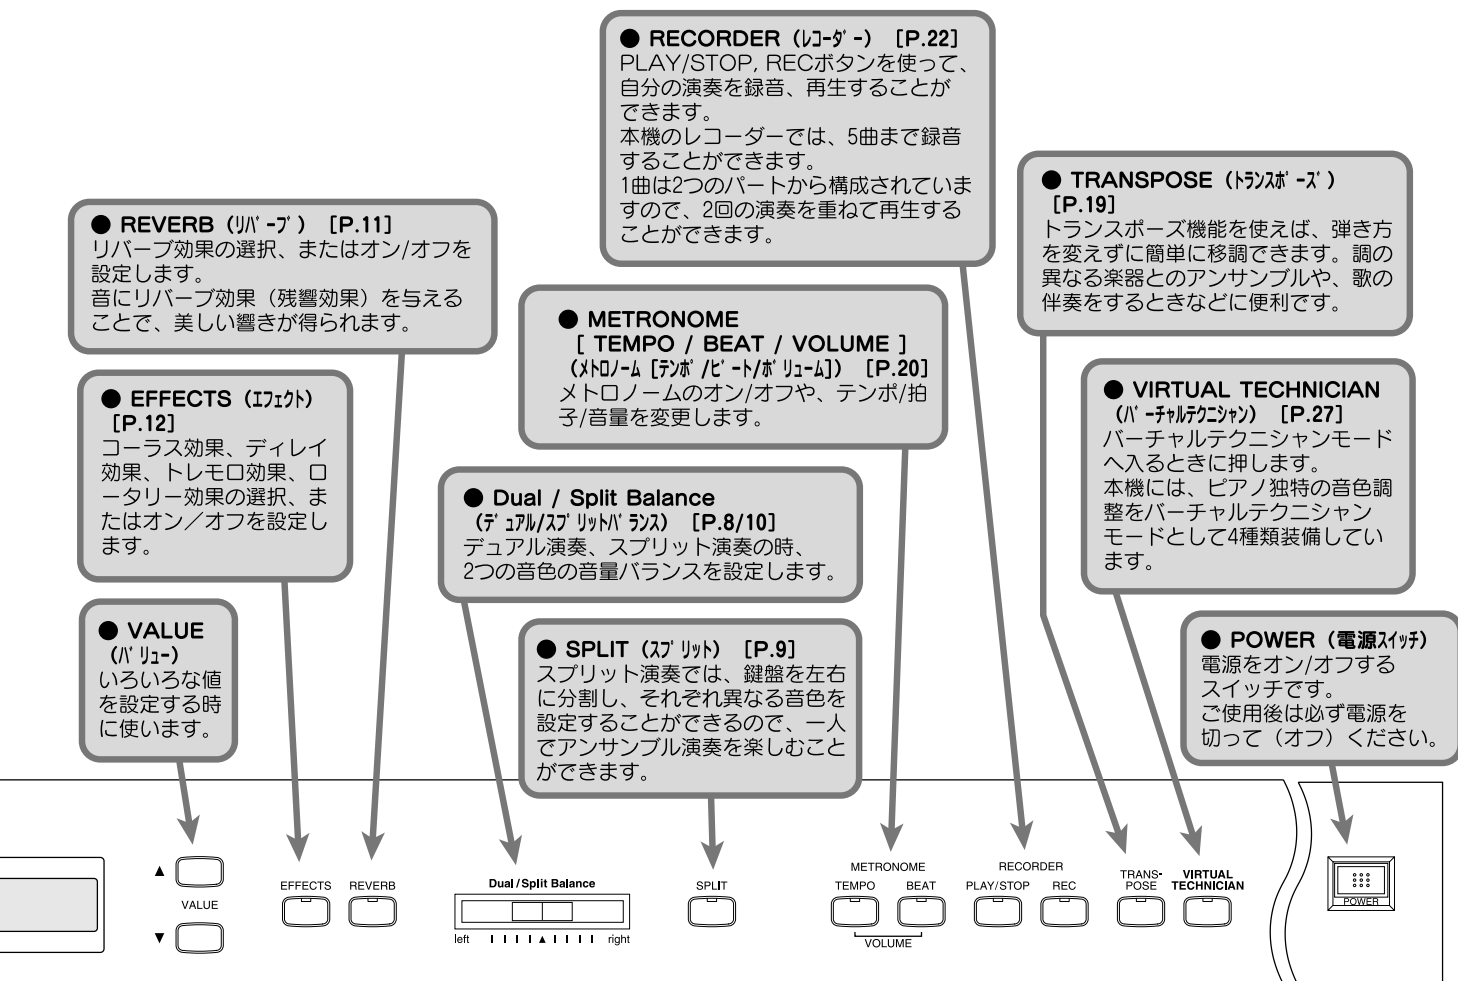 ● RECORDER（ﾚｺｰﾀﾞｰ） [P.22]
PLAY/STOP, RECボタンを使って、
自分の演奏を録音、再生することが
できます。
本機のレコーダーでは、5曲まで録音
することができます。
1曲は2つのパートから構成されていま
すので、2回の演奏を重ねて再生する
ことができます。
● TRANSPOSE（ﾄﾗﾝｽﾎﾟｰｽﾞ）
[P.19]
トランスポーズ機能を使えば、弾き方
を変えずに簡単に移調できます。調の
異なる楽器とのアンサンブルや、歌の
伴奏をするときなどに便利です。
● REVERB（ﾘﾊﾞｰﾌﾞ） [P.11]
リバーブ効果の選択、またはオン/オフを
設定します。
音にリバーブ効果（残響効果）を与える
ことで、美しい響きが得られます。
● METRONOME
[ TEMPO / BEAT / VOLUME ]
（ﾒﾄﾛﾉｰﾑ [ﾃﾝﾎﾟ/ﾋﾞｰﾄ/ﾎﾞﾘｭｰﾑ]） [P.20]
メトロノームのオン/オフや、テンポ/拍
子/音量を変更します。
● EFFECTS（ｴﾌｪｸﾄ）
[P.12]
コーラス効果、ディレイ
効果、トレモロ効果、ロ
ータリー効果の選択、ま
たはオン／オフを設定し
ます。
● VIRTUAL TECHNICIAN
（ﾊﾞｰﾁｬﾙﾃｸﾆｼｬﾝ） [P.27]
バーチャルテクニシャンモード
へ入るときに押します。
本機には、ピアノ独特の音色調
整をバーチャルテクニシャン
モードとして4種類装備してい
ます。
● Dual / Split Balance
（ﾃﾞｭｱﾙ/ｽﾌﾟﾘｯﾄﾊﾞﾗﾝｽ） [P.8/10]
デュアル演奏、スプリット演奏の時、
2つの音色の音量バランスを設定します。
● VALUE
（ﾊﾞﾘｭｰ）
いろいろな値
を設定する時
に使います。
● SPLIT（ｽﾌﾟﾘｯﾄ） [P.9]
スプリット演奏では、鍵盤を左右
に分割し、それぞれ異なる音色を
設定することができるので、一人
でアンサンブル演奏を楽しむこと
ができます。
● POWER（電源ｽｲｯﾁ）
電源をオン/オフする
スイッチです。
ご使用後は必ず電源を
切って（オフ）ください。
▲
VALUE
▼
EFFECTS REVERB
Dual/Split Balance
left ▲ right
SPLIT
METRONOME
TEMPO BEAT
VOLUME
RECORDER
PLAY/STOP REC
TRANS-
POSE
VIRTUAL
TECHNICIAN
POWER